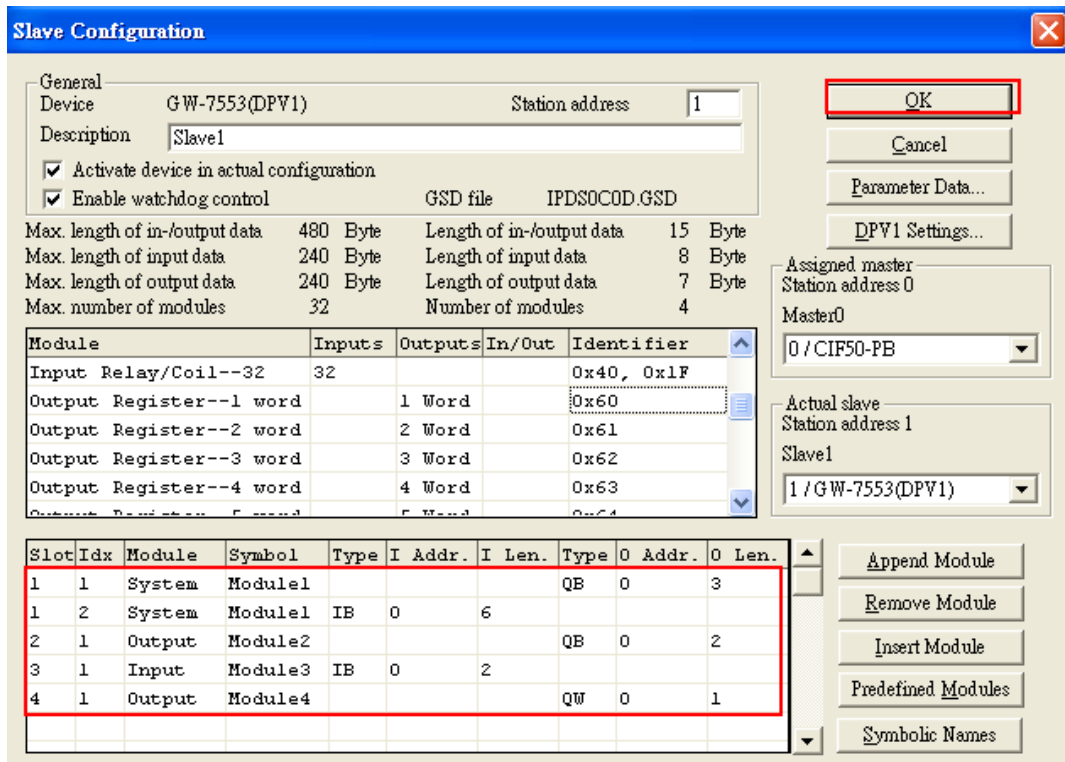 Slave Configuration
General
Device GW-7553(DPV1) Station address 1
Description Slave1
Activate device in actual configuration
Enable watchdog control GSD file IPDS0C0D.GSD
Max. length of in-/output data 480 Byte Length of in-/output data 15 Byte
Max. length of input data 240 Byte Length of input data 8 Byte
Max. length of output data 240 Byte Length of output data 7 Byte
Max. number of modules 32 Number of modules 4
OK
Cancel
Parameter Data...
DPV1 Settings...
Assigned master
Station address 0
Master0
0 / CIF50-PB
Actual slave
Station address 1
Slave1
1 / GW-7553(DPV1)
Module Inputs Outputs In/Out Identifier
Input Relay/Coil--32 32 0x40, 0x1F
Output Register--1 word 1 Word 0x60
Output Register--2 word 2 Word 0x61
Output Register--3 word 3 Word 0x62
Output Register--4 word 4 Word 0x63
Slot Idx Module Symbol Type I Addr. I Len. Type O Addr. O Len.
1 1 System Module1 QB 0 3
1 2 System Module1 IB 0 6
2 1 Output Module2 QB 0 2
3 1 Input Module3 IB 0 2
4 1 Output Module4 QW 0 1
Append Module
Remove Module
Insert Module
Predefined Modules
Symbolic Names